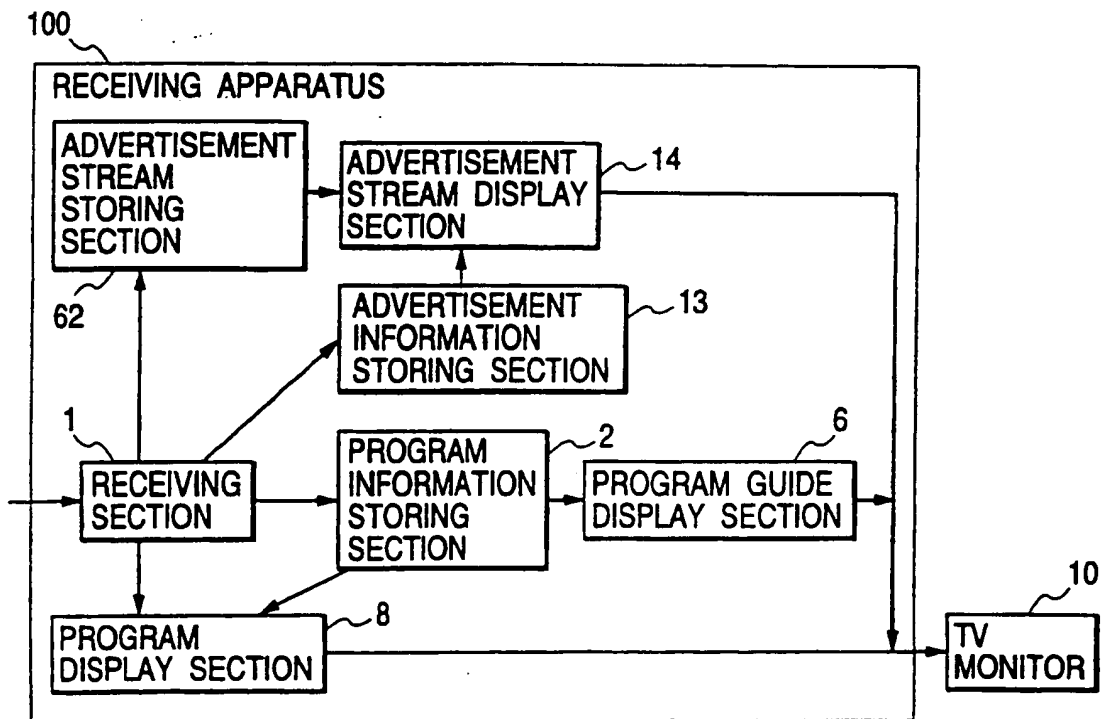 100
RECEIVING APPARATUS
ADVERTISEMENT
STREAM
STORING
SECTION
62
ADVERTISEMENT
STREAM DISPLAY
SECTION
14
ADVERTISEMENT
INFORMATION
STORING SECTION
13
1
RECEIVING
SECTION
PROGRAM
INFORMATION
STORING
SECTION
2
PROGRAM GUIDE
DISPLAY SECTION
6
PROGRAM
DISPLAY SECTION
8
TV
MONITOR
10